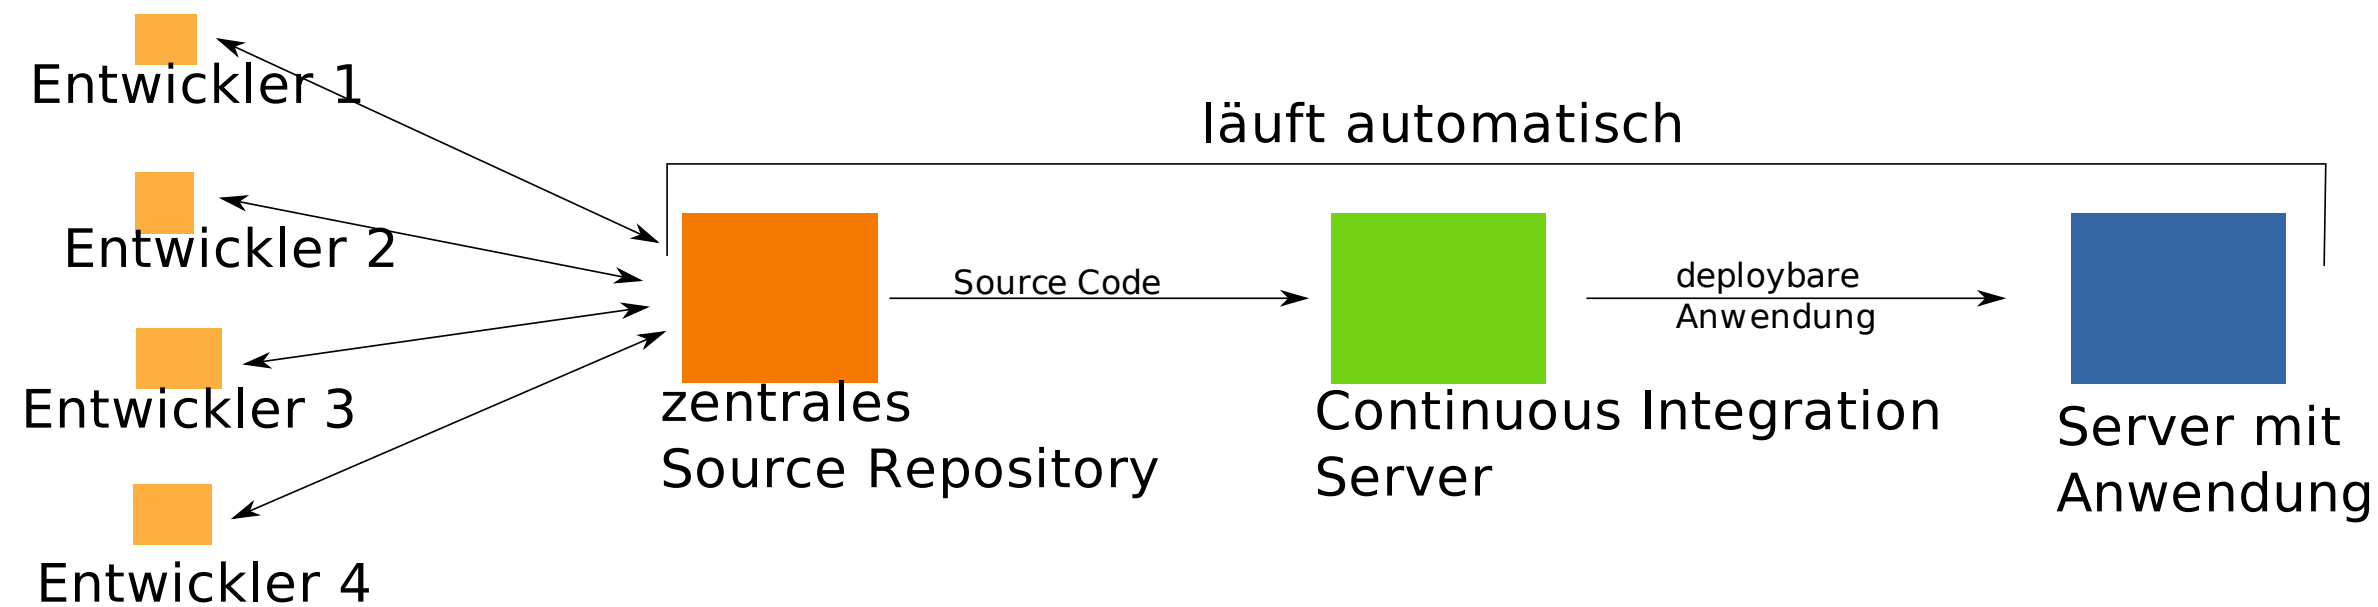 Entwickler 1
Entwickler 2
Entwickler 3
Entwickler 4
läuft automatisch
zentrales
Source Repository
Source Code
Continuous Integration
Server
deploybare
Anwendung
Server mit
Anwendung